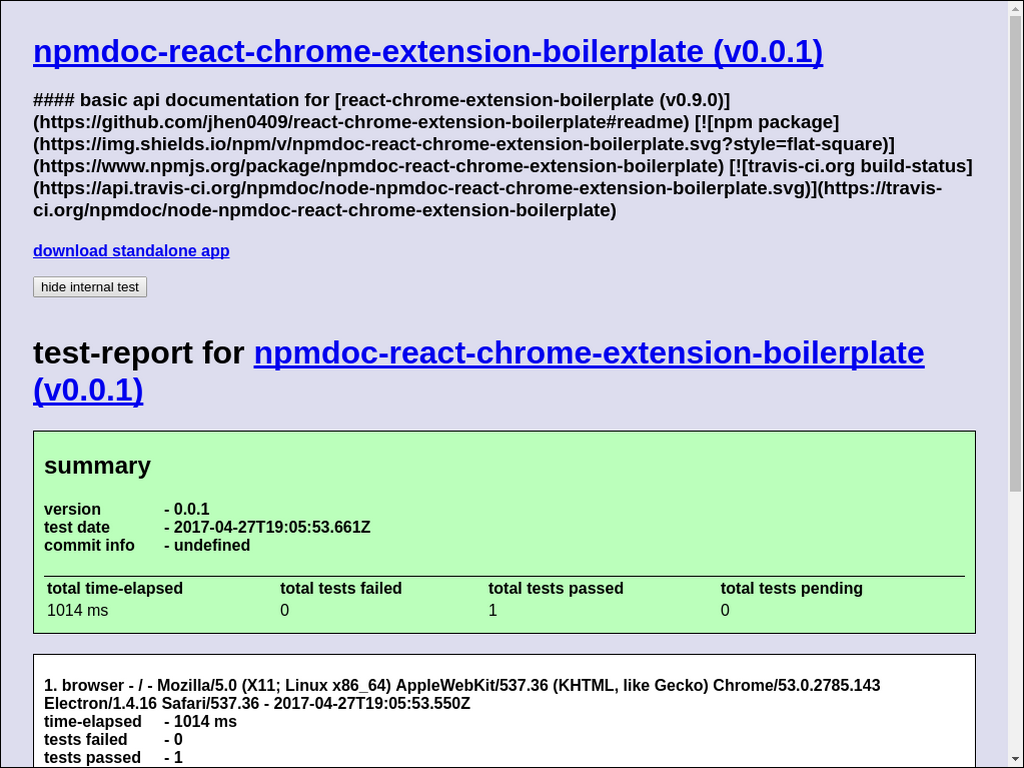 npmdoc-react-chrome-extension-boilerplate (v0.0.1)
#### basic api documentation for [react-chrome-extension-boilerplate (v0.9.0)]
(https://github.com/jhen0409/react-chrome-extension-boilerplate#readme) [![npm package]
(https://img.shields.io/npm/v/npmdoc-react-chrome-extension-boilerplate.svg?style=flat-square)]
(https://www.npmjs.org/package/npmdoc-react-chrome-extension-boilerplate) [![travis-ci.org build-status]
(https://api.travis-ci.org/npmdoc/node-npmdoc-react-chrome-extension-boilerplate.svg)](https://travis-
ci.org/npmdoc/node-npmdoc-react-chrome-extension-boilerplate)
download standalone app
hide internal test
test-report for npmdoc-react-chrome-extension-boilerplate
(v0.0.1)
summary
version - 0.0.1
test date - 2017-04-27T19:05:53.661Z
commit info - undefined
total time-elapsed total tests failed total tests passed total tests pending
1014 ms 0 1 0
1. browser - / - Mozilla/5.0 (X11; Linux x86_64) AppleWebKit/537.36 (KHTML, like Gecko) Chrome/53.0.2785.143
Electron/1.4.16 Safari/537.36 - 2017-04-27T19:05:53.550Z
time-elapsed - 1014 ms
tests failed - 0
tests passed - 1